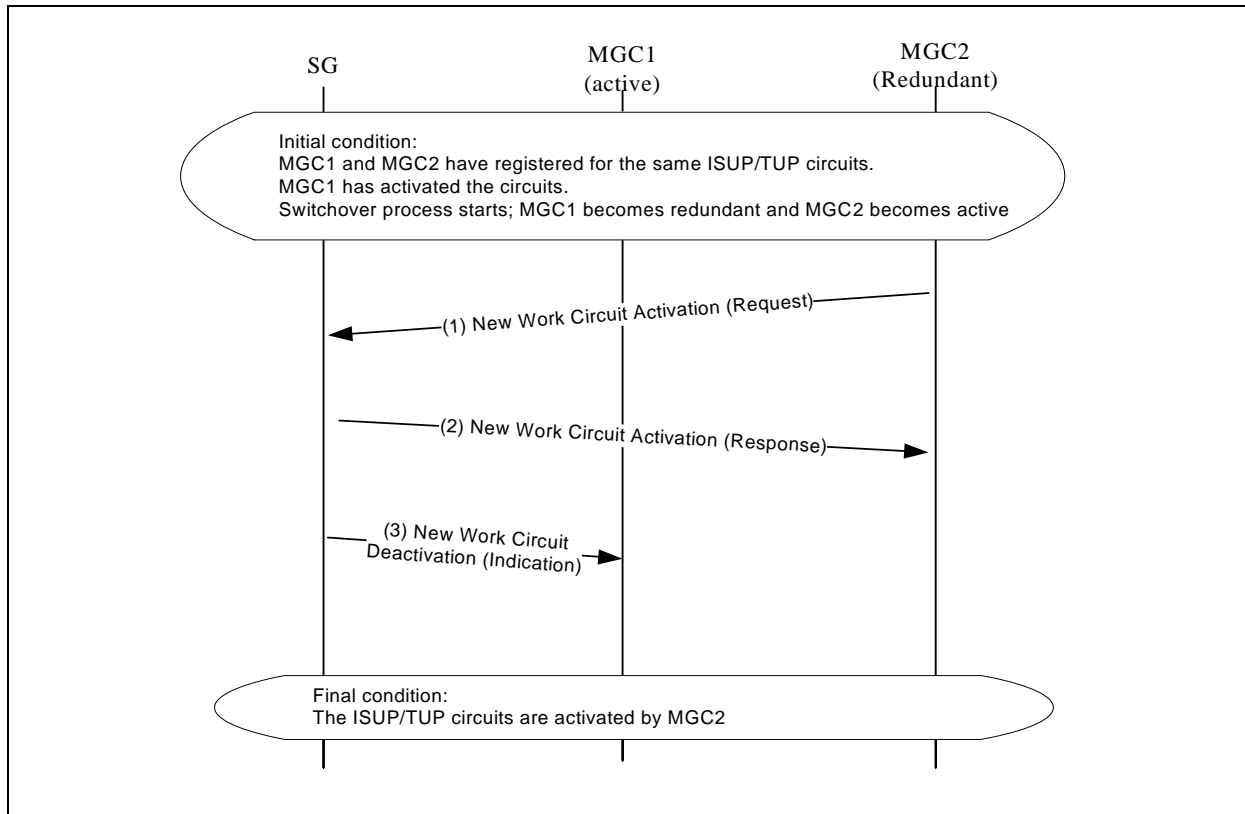 SG
MGC1
(active)
MGC2
(Redundant)
Initial condition:
MGC1 and MGC2 have registered for the same ISUP/TUP circuits.
MGC1 has activated the circuits.
Switchover process starts; MGC1 becomes redundant and MGC2 becomes active
(1) New Work Circuit Activation (Request)
(2) New Work Circuit Activation (Response)
(3) New Work Circuit
Deactivation (Indication)
Final condition:
The ISUP/TUP circuits are activated by MGC2